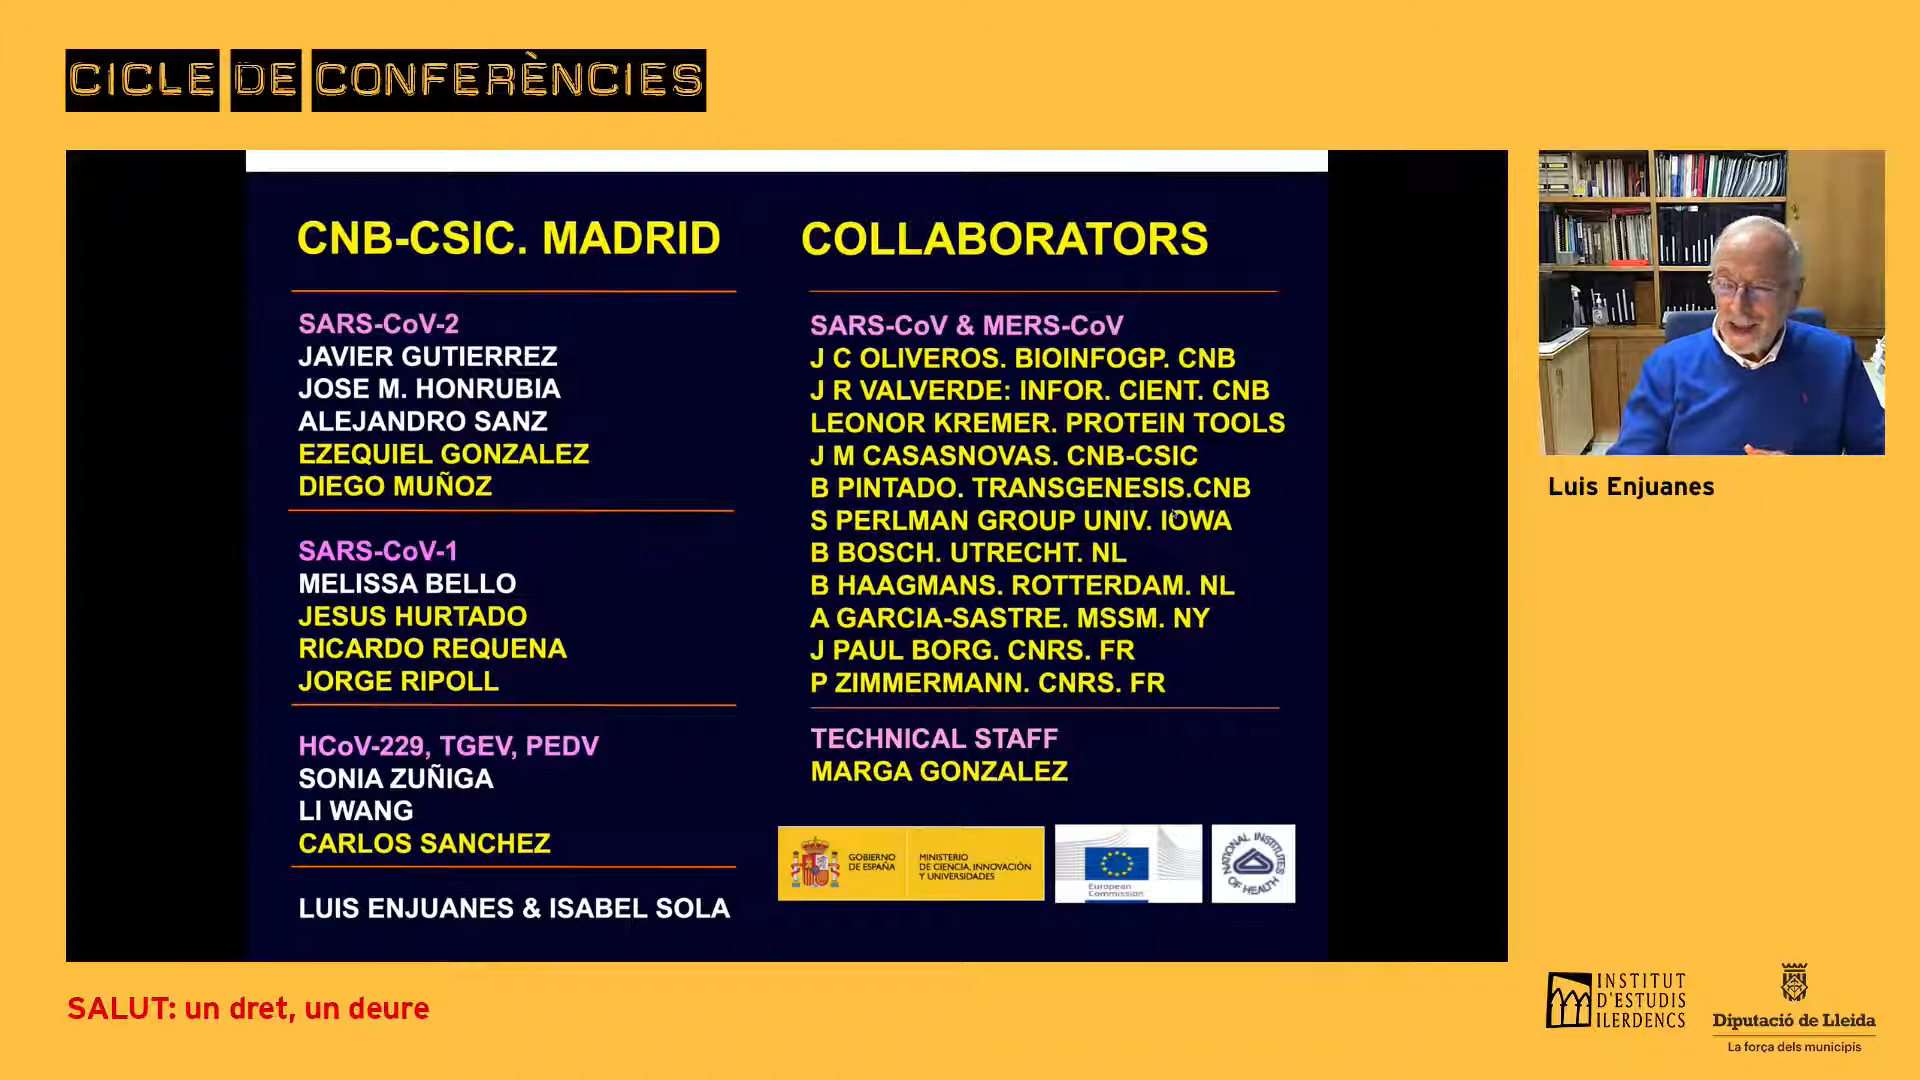 CICLE DE CONFERÈNCIES
CNB-CSIC. MADRID
SARS-CoV-2
JAVIER GUTIERREZ
JOSE M. HONRUBIA
ALEJANDRO SANZ
EZEQUIEL GONZALEZ
DIEGO MUÑOZ
SARS-CoV-1
MELISSA BELLO
JESUS HURTADO
RICARDO REQUENA
JORGE RIPOLL
HCoV-229, TGEV, PEDV
SONIA ZUÑIGA
LI WANG
CARLOS SANCHEZ
LUIS ENJUANES & ISABEL SOLA
COLLABORATORS
SARS-CoV & MERS-CoV
J C OLIVEROS. BIOINFOGP. CNB
J R VALVERDE: INFOR. CIENT. CNB
LEONOR KREMER. PROTEIN TOOLS
J M CASASNOVAS. CNB-CSIC
B PINTADO. TRANSGENESIS.CNB
S PERLMAN GROUP UNIV. IOWA
B BOSCH. UTRECHT. NL
B HAAGMANS. ROTTERDAM. NL
A GARCIA-SASTRE. MSSM. NY
J PAUL BORG. CNRS. FR
P ZIMMERMANN. CNRS. FR
TECHNICAL STAFF
MARGA GONZALEZ
GOBIERNO
DE ESPAÑA
MINISTERIO
DE CIENCIA, INNOVACIÓN
Y UNIVERSIDADES
European
Commission
NATIONAL INSTITUTES
OF HEALTH
Luis Enjuanes
SALUT: un dret, un deure
INSTITUT
D'ESTUDIS
ILERDENCS
Diputació de Lleida
La força dels municipis